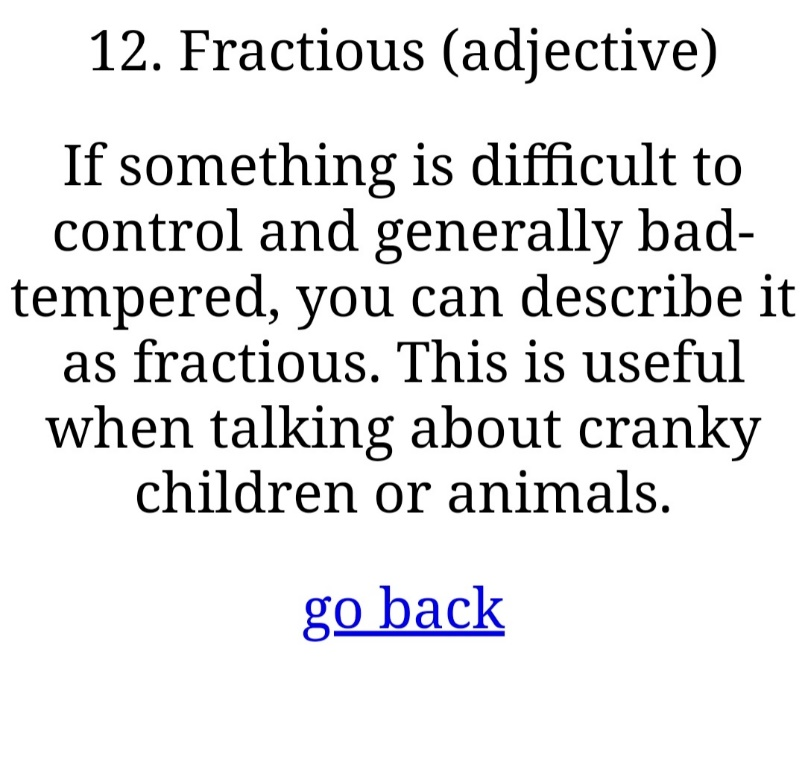 12. Fractious (adjective)
If something is difficult to
control and generally bad-
tempered, you can describe it
as fractious. This is useful
when talking about cranky
children or animals.
go back